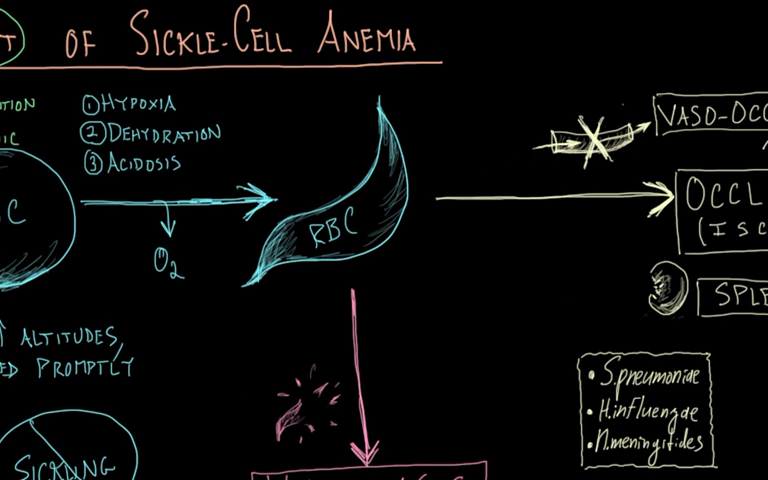 OF SICKLE-CELL ANEMIA
① HYPOXIA
② DEHYDRATION
③ ACIDOSIS
O2
RBC
VASO-OCC
OCCL
(ISC
SPLE
ALTITUDES,
PROMPTLY
SICKLING
• S.pneumoniae
• H.influenzae
• N.meningitides